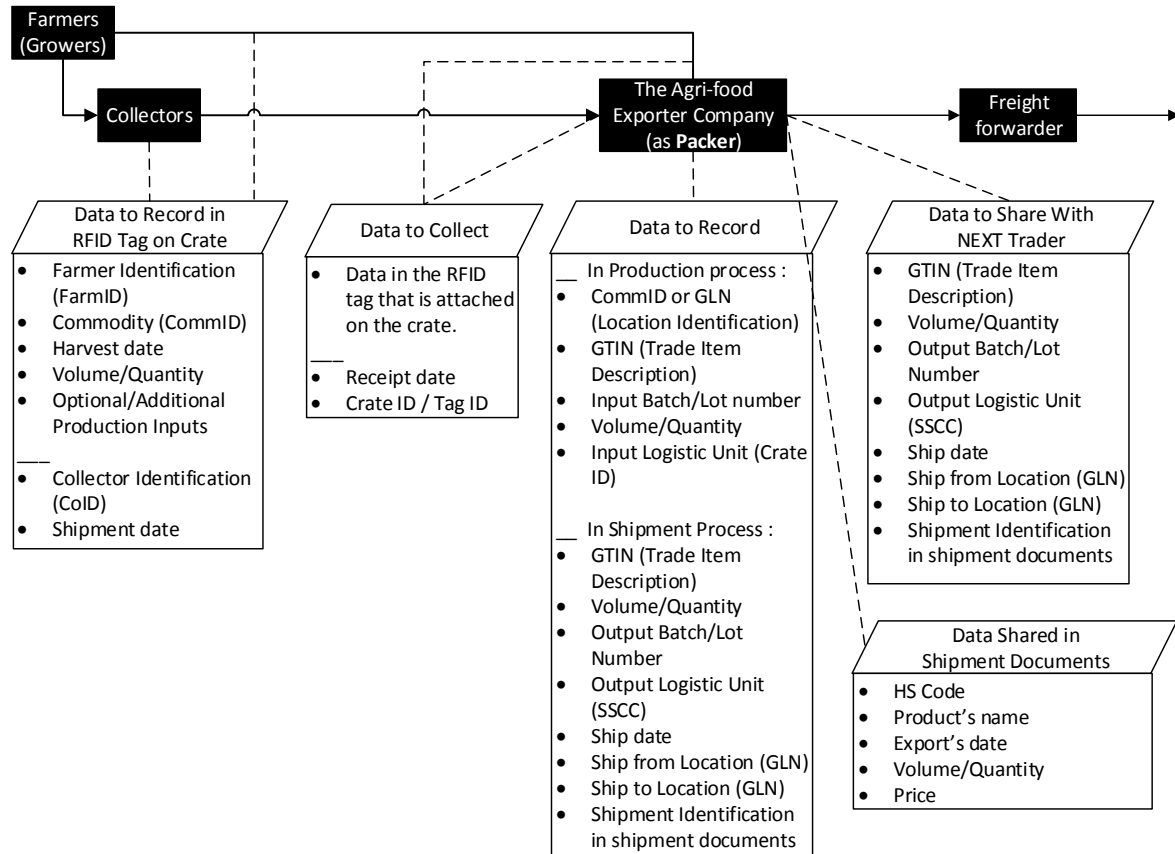 Farmers
(Growers)
Collectors
The Agri-food
Exporter Company
(as Packer)
Freight
forwarder
Data to Record in
RFID Tag on Crate
• Farmer Identification
(FarmID)
• Commodity (CommID)
• Harvest date
• Volume/Quantity
• Optional/Additional
Production Inputs
___
• Collector Identification
(ColD)
• Shipment date
Data to Collect
• Data in the RFID
tag that is attached
on the crate.
___
• Receipt date
• Crate ID / Tag ID
Data to Record
__ In Production process :
• CommID or GLN
(Location Identification)
• GTIN (Trade Item
Description)
• Input Batch/Lot number
• Volume/Quantity
• Input Logistic Unit (Crate
ID)
__ In Shipment Process :
• GTIN (Trade Item
Description)
• Volume/Quantity
• Output Batch/Lot
Number
• Output Logistic Unit
(SSCC)
• Ship date
• Ship from Location (GLN)
• Ship to Location (GLN)
• Shipment Identification
in shipment documents
Data to Share With
NEXT Trader
• GTIN (Trade Item
Description)
• Volume/Quantity
• Output Batch/Lot
Number
• Output Logistic Unit
(SSCC)
• Ship date
• Ship from Location (GLN)
• Ship to Location (GLN)
• Shipment Identification
in shipment documents
Data Shared in
Shipment Documents
• HS Code
• Product's name
• Export's date
• Volume/Quantity
• Price